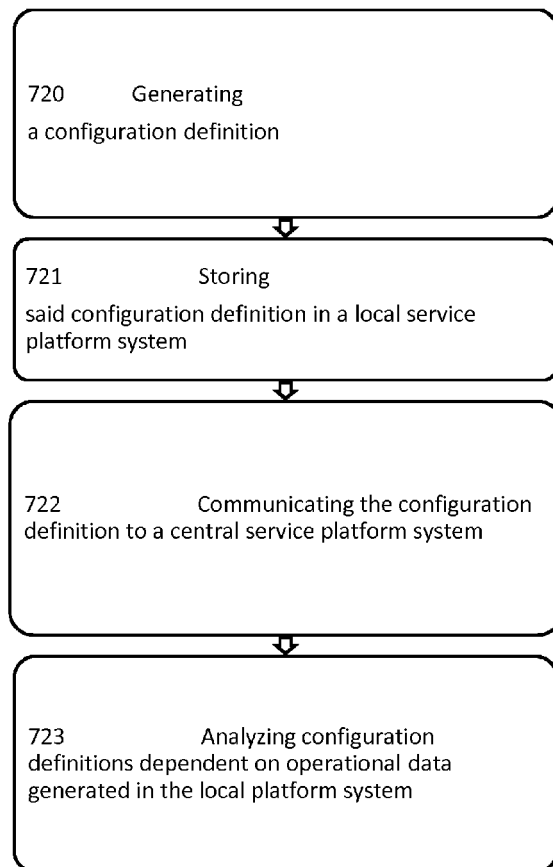 720 Generating
a configuration definition
721 Storing
said configuration definition in a local service
platform system
722 Communicating the configuration
definition to a central service platform system
723 Analyzing configuration
definitions dependent on operational data
generated in the local platform system